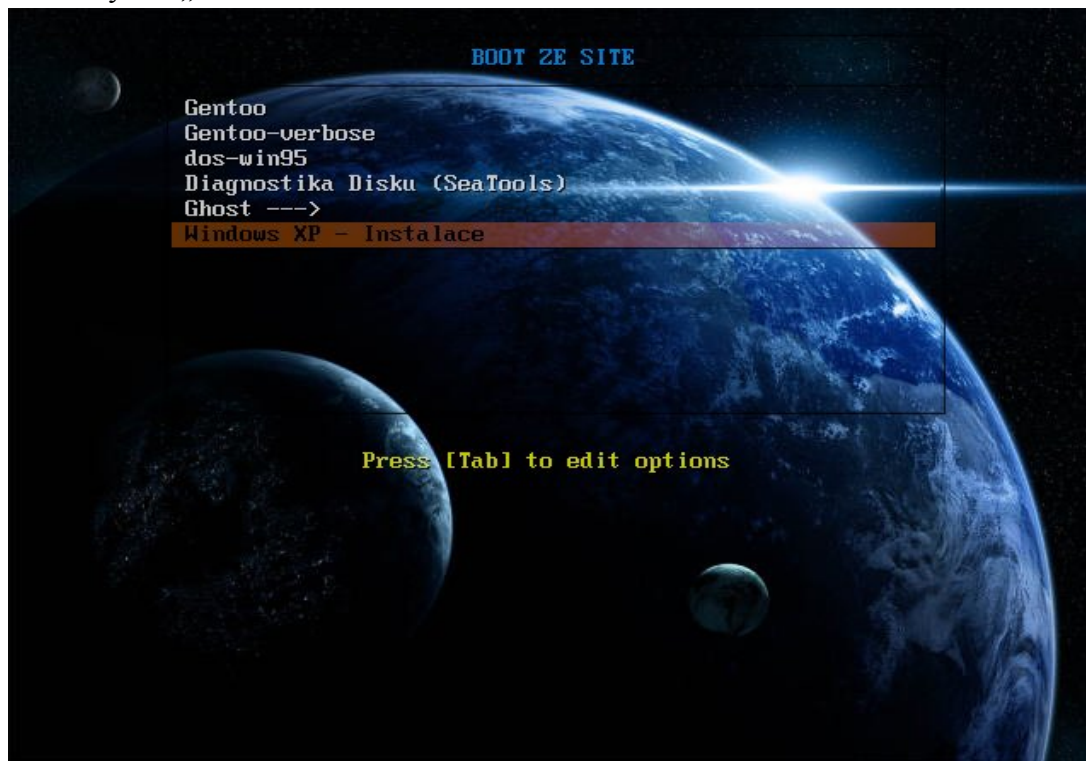 BOOT ZE SITE
Gentoo
Gentoo-verbose
dos-win95
Diagnostika Disku (SeaTools)
Ghost --->
Windows XP - Instalace
Press [Tab] to edit options